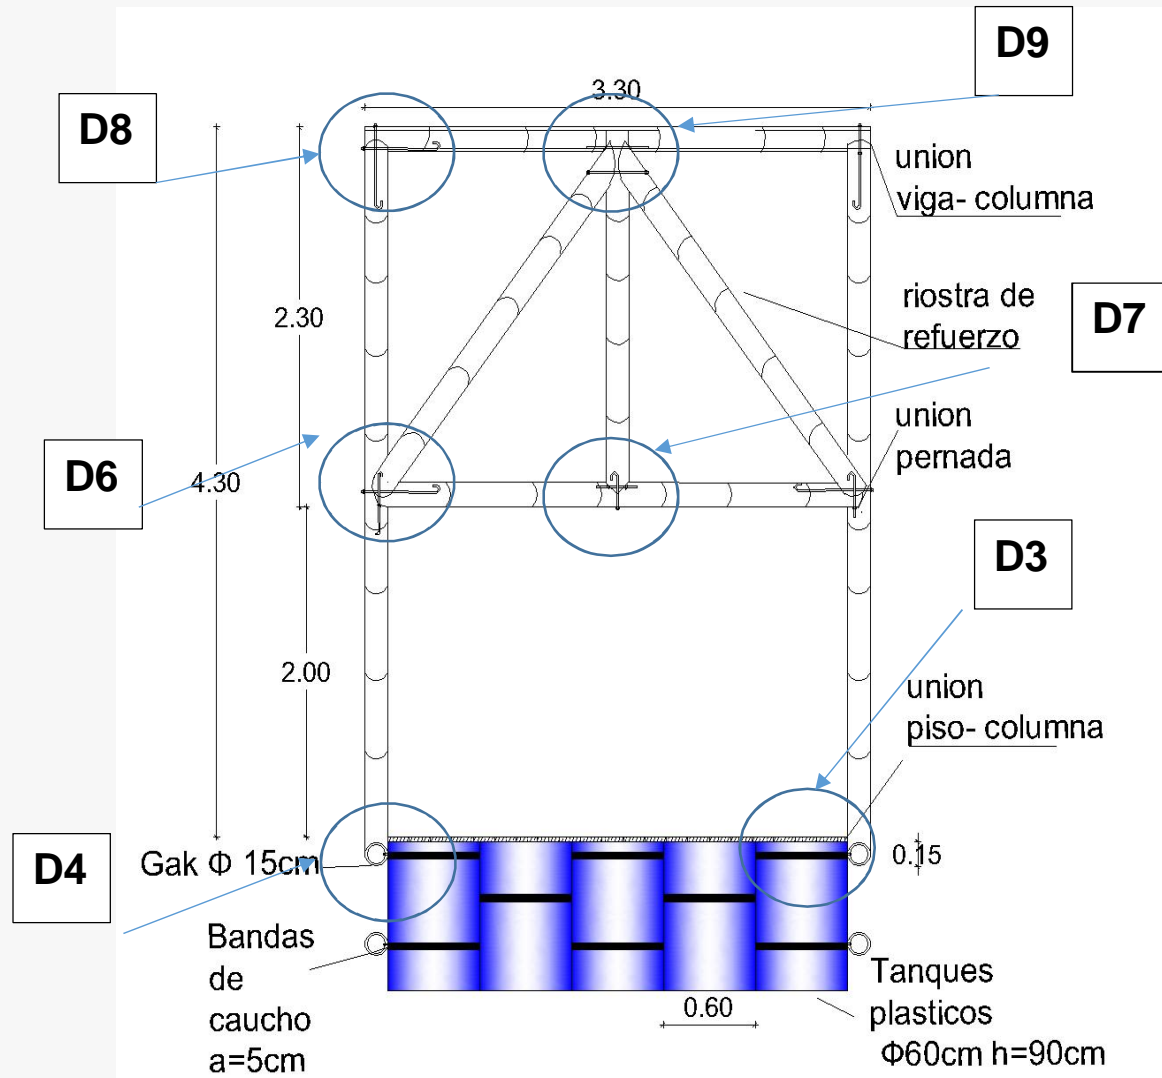 D9
3.30
D8
union
viga- columna
riostra de
refuerzo
D7
2.30
union
pernada
D6
4.30
D3
2.00
union
piso- columna
Gak Φ 15cm
0.15
D4
Bandas
de
caucho
a=5cm
0.60
Tanques
plasticos
Φ60cm h=90cm